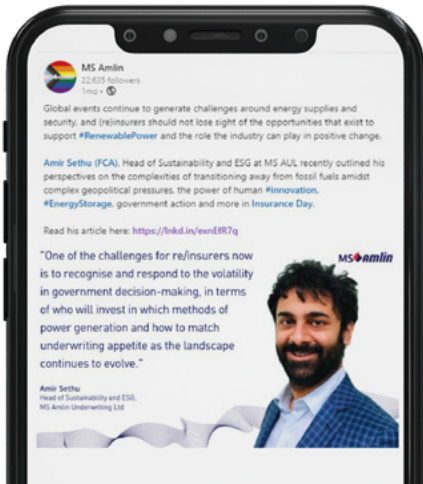 MS Amlin
22,635 followers
1mo •
Global events continue to generate challenges around energy supplies and
security, and (re)insurers should not lose sight of the opportunities that exist to
support #RenewablePower and the role the industry can play in positive change.
Amir Sethu (FCA), Head of Sustainability and ESG at MS AUL recently outlined his
perspectives on the complexities of transitioning away from fossil fuels amidst
complex geopolitical pressures, the power of human #innovation,
#EnergyStorage, government action and more in Insurance Day.
Read his article here: https://lnkd.in/exnEfR7q
MS amlin
"One of the challenges for re/insurers now
is to recognise and respond to the volatility
in government decision-making, in terms
of who will invest in which methods of
power generation and how to match
underwriting appetite as the landscape
continues to evolve."
Amir Sethu
Head of Sustainability and ESG,
MS Amlin Underwriting Ltd